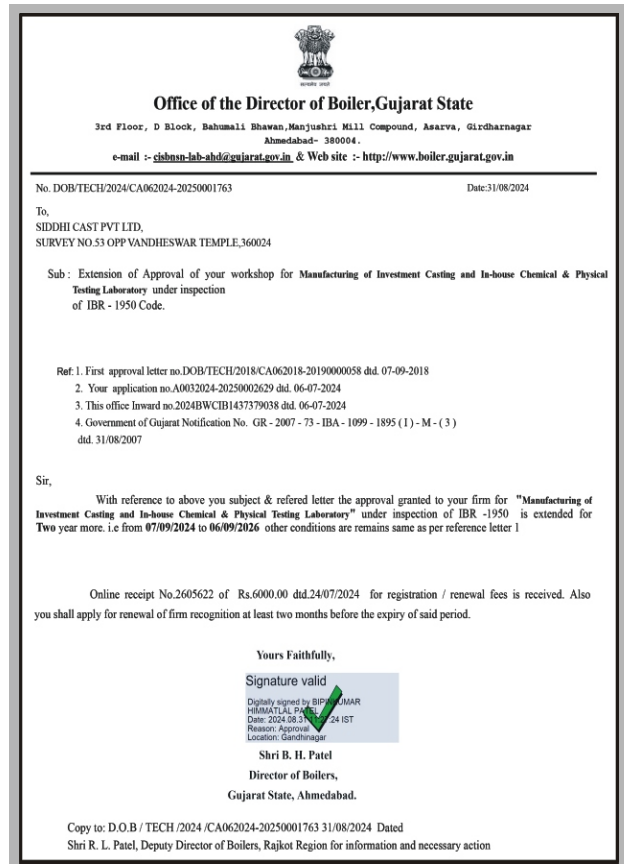 सत्यमेव जयते
Office of the Director of Boiler,Gujarat State
3rd Floor, D Block, Bahumali Bhawan,Manjushri Mill Compound, Asarva, Girdharnagar
Ahmedabad- 380004.
e-mail :- cisbnsn-lab-ahd@gujarat.gov.in & Web site :- http://www.boiler.gujarat.gov.in
No. DOB/TECH/2024/CA062024-20250001763 Date:31/08/2024
To,
SIDDHI CAST PVT LTD,
SURVEY NO.53 OPP VANDHESWAR TEMPLE,360024
Sub : Extension of Approval of your workshop for Manufacturing of Investment Casting and In-house Chemical & Physical
Testing Laboratory under inspection
of IBR - 1950 Code.
Ref: 1. First approval letter no.DOB/TECH/2018/CA062018-20190000058 dtd. 07-09-2018
2. Your application no.A0032024-20250002629 dtd. 06-07-2024
3. This office Inward no.2024BWCIB1437379038 dtd. 06-07-2024
4. Government of Gujarat Notification No. GR - 2007 - 73 - IBA - 1099 - 1895 ( 1 ) - M - ( 3 )
dtd. 31/08/2007
Sir,
With reference to above you subject & refered letter the approval granted to your firm for "Manufacturing of
Investment Casting and In-house Chemical & Physical Testing Laboratory" under inspection of IBR -1950 is extended for
Two year more. i.e from 07/09/2024 to 06/09/2026 other conditions are remains same as per reference letter 1
Online receipt No.2605622 of Rs.6000.00 dtd.24/07/2024 for registration / renewal fees is received. Also
you shall apply for renewal of firm recognition at least two months before the expiry of said period.
Yours Faithfully,
Signature valid
Digitally signed by BIPINKUMAR
HIMMATLAL PATEL
Date: 2024.08.31 :24 IST
Reason: Approval
Location: Gandhinagar
Shri B. H. Patel
Director of Boilers,
Gujarat State, Ahmedabad.
Copy to: D.O.B / TECH /2024 /CA062024-20250001763 31/08/2024 Dated
Shri R. L. Patel, Deputy Director of Boilers, Rajkot Region for information and necessary action